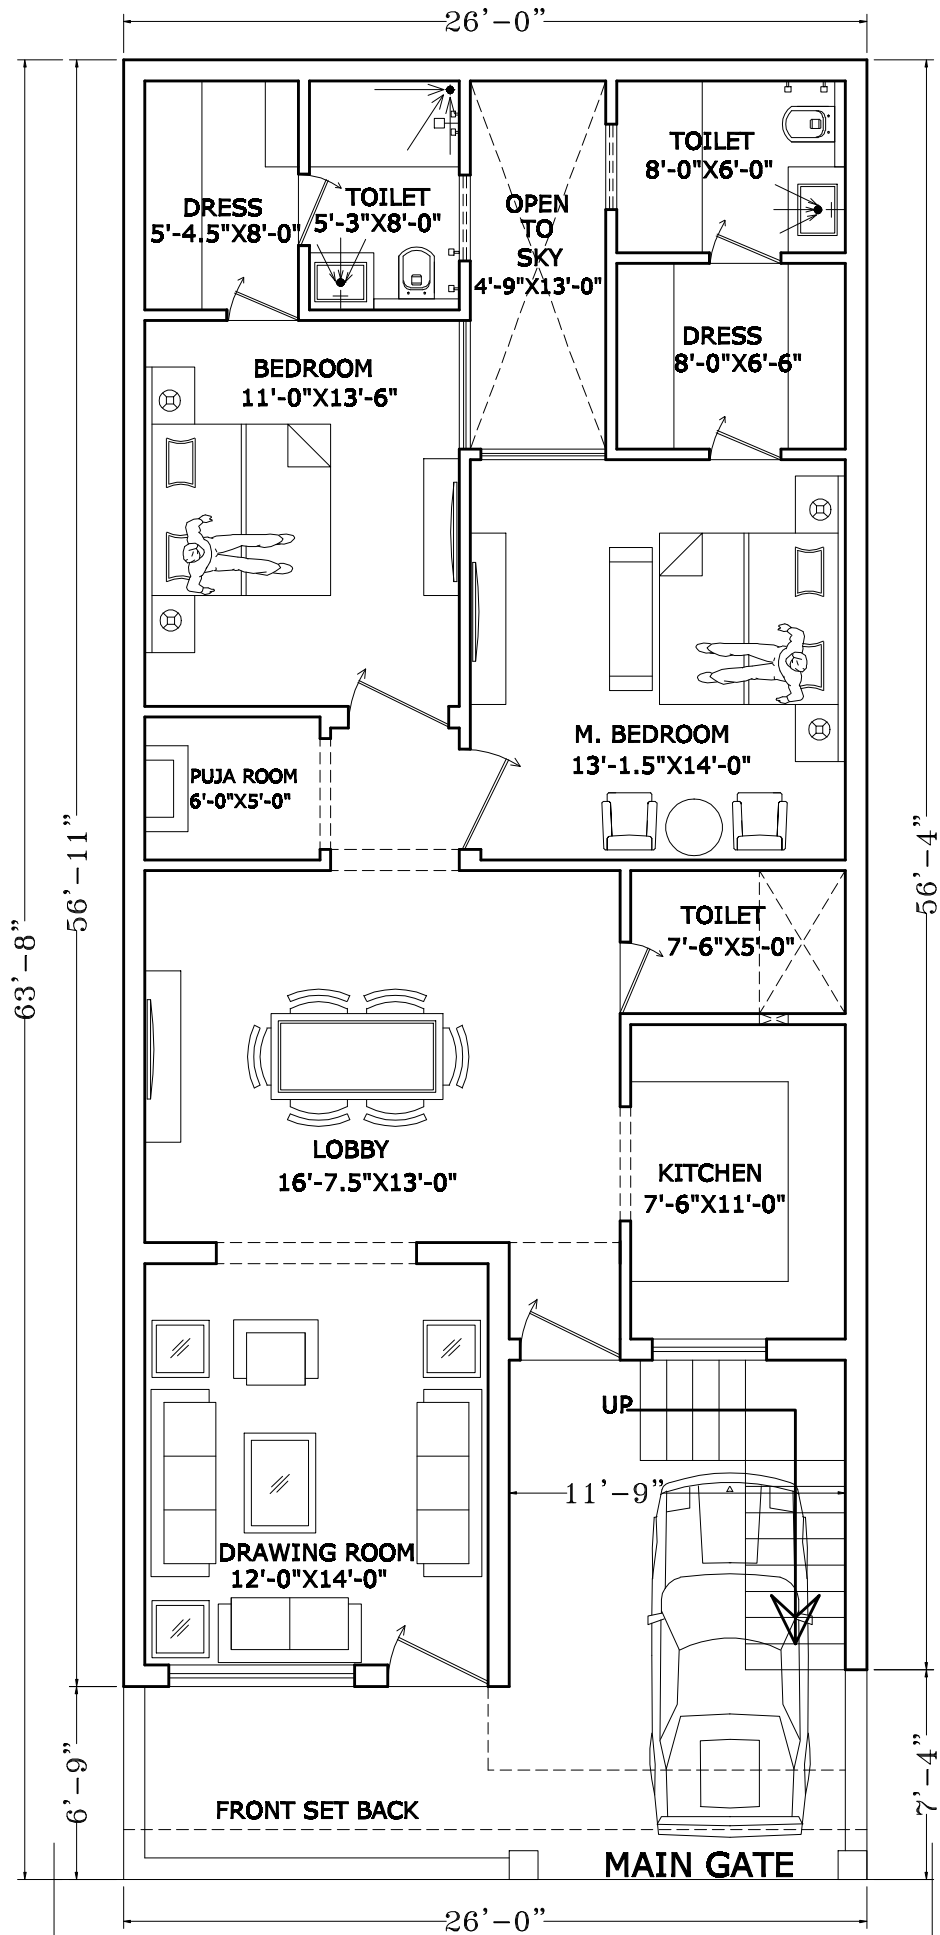 26'-0"
DRESS
5'-4.5"X8'-0"
TOILET
5'-3"X8'-0"
OPEN
TO
SKY
4'-9"X13'-0"
TOILET
8'-0"X6'-0"
DRESS
8'-0"X6'-6"
BEDROOM
11'-0"X13'-6"
M. BEDROOM
13'-1.5"X14'-0"
PUJA ROOM
6'-0"X5'-0"
63'-8"
56'-11"
56'-4"
TOILET
7'-6"X5'-0"
LOBBY
16'-7.5"X13'-0"
KITCHEN
7'-6"X11'-0"
UP
11'-9"
DRAWING ROOM
12'-0"X14'-0"
6'-9"
7'-4"
FRONT SET BACK
MAIN GATE
26'-0"